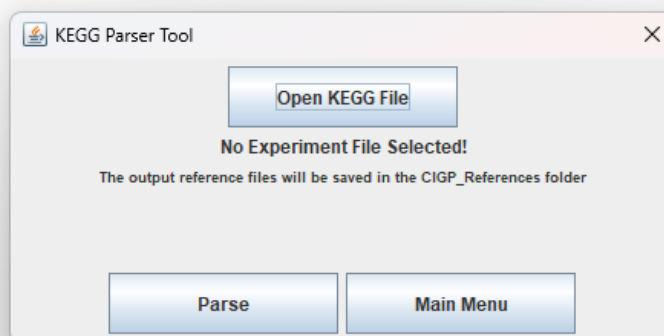 KEGG Parser Tool
Open KEGG File
No Experiment File Selected!
The output reference files will be saved in the CIGP_References folder
Parse
Main Menu